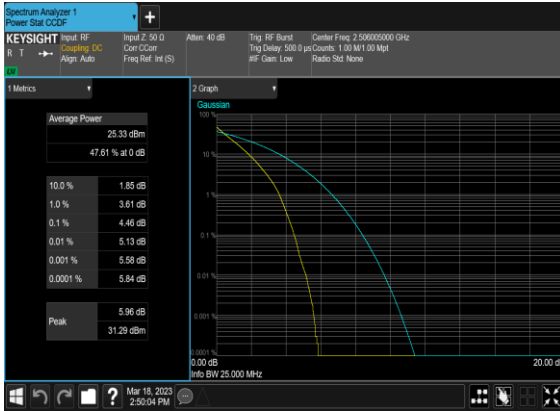 Spectrum Analyzer 1
Power Stat CCDF
KEYSIGHT
R T
LV
Input: RF
Coupling: DC
Align: Auto
Input Z: 50 Ω
Corr CCorr
Freq Ref: Int (S)
Atten: 40 dB
Trig: RF Burst
Trig Delay: 500.0 µs
#IF Gain: Low
Center Freq: 2.506005000 GHz
Counts: 1.00 M/1.00 Mpt
Radio Std: None
1 Metrics
Average Power
25.33 dBm
47.61 % at 0 dB
10.0 % 1.85 dB
1.0 % 3.61 dB
0.1 % 4.46 dB
0.01 % 5.13 dB
0.001 % 5.58 dB
0.0001 % 5.84 dB
Peak
5.96 dB
31.29 dBm
2 Graph
Gaussian
100 %
10 %
1 %
0.1 %
0.01 %
0.001 %
0.0001 %
0.00 dB
20.00 d
Info BW 25.000 MHz
?
Mar 18, 2023
2:50:04 PM